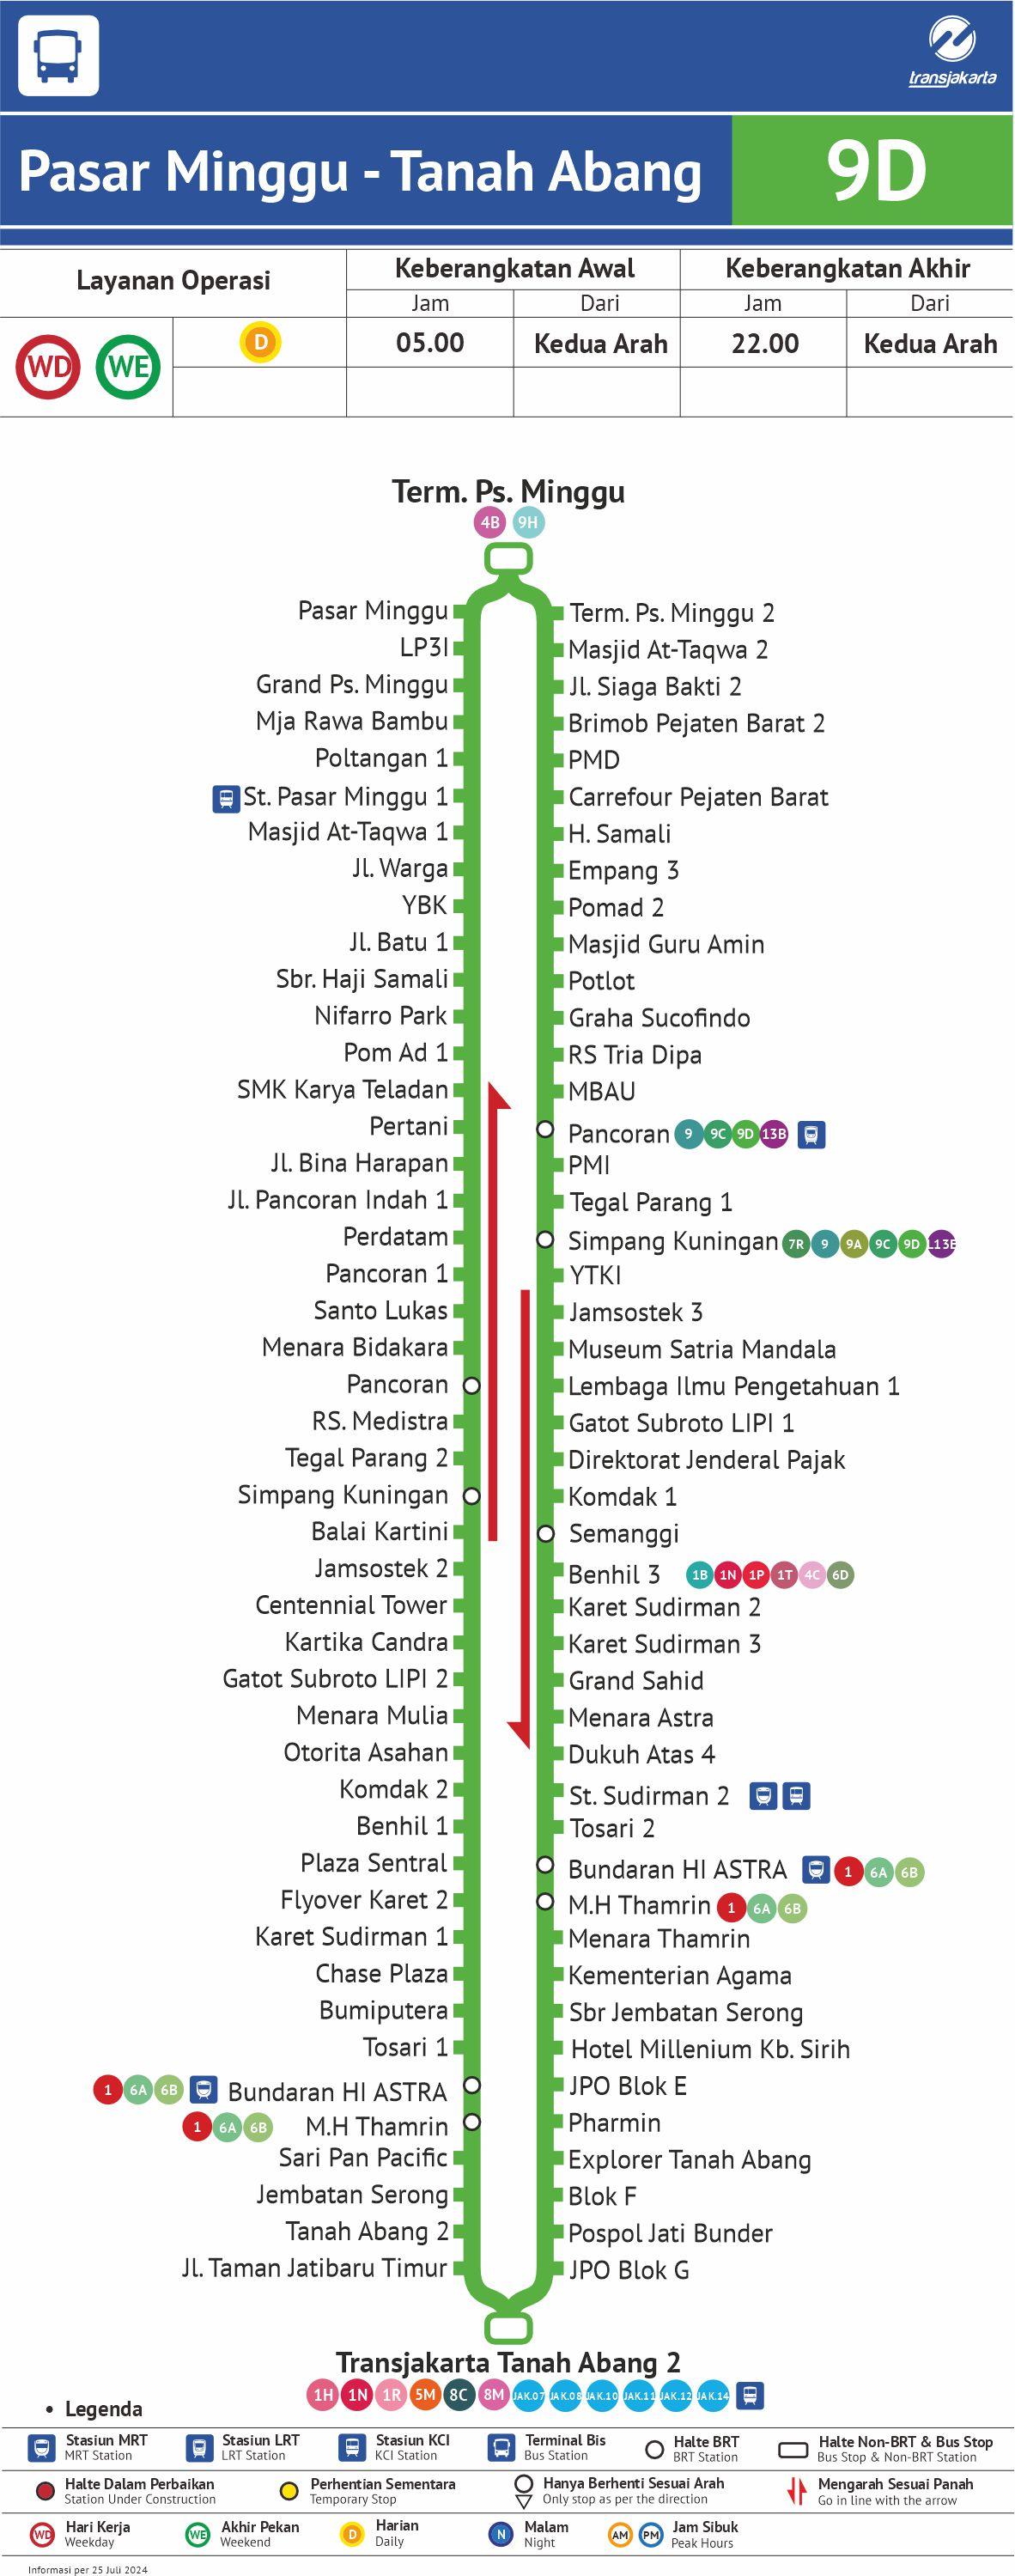 transjakarta
Pasar Minggu - Tanah Abang
9D
Layanan Operasi
Keberangkatan Awal
Keberangkatan Akhir
Jam
Dari
Jam
Dari
WD WE
D
05.00
Kedua Arah
22.00
Kedua Arah
Term. Ps. Minggu
4B 9H
Pasar Minggu
LP3I
Grand Ps. Minggu
Mja Rawa Bambu
Poltangan 1
St. Pasar Minggu 1
Masjid At-Taqwa 1
Jl. Warga
YBK
Jl. Batu 1
Sbr. Haji Samali
Nifarro Park
Pom Ad 1
SMK Karya Teladan
Pertani
Jl. Bina Harapan
Jl. Pancoran Indah 1
Perdatam
Pancoran 1
Santo Lukas
Menara Bidakara
Pancoran
RS. Medistra
Tegal Parang 2
Simpang Kuningan
Balai Kartini
Jamsostek 2
Centennial Tower
Kartika Candra
Gatot Subroto LIPI 2
Menara Mulia
Otorita Asahan
Komdak 2
Benhil 1
Plaza Sentral
Flyover Karet 2
Karet Sudirman 1
Chase Plaza
Bumiputera
Tosari 1
1 6A 6B Bundaran HI ASTRA
1 6A 6B M.H Thamrin
Sari Pan Pacific
Jembatan Serong
Tanah Abang 2
Jl. Taman Jatibaru Timur
Term. Ps. Minggu 2
Masjid At-Taqwa 2
Jl. Siaga Bakti 2
Brimob Pejaten Barat 2
PMD
Carrefour Pejaten Barat
H. Samali
Empang 3
Pomad 2
Masjid Guru Amin
Potlot
Graha Sucofindo
RS Tria Dipa
MBAU
Pancoran 9 9C 9D 13B
PMI
Tegal Parang 1
Simpang Kuningan 7R 9 9A 9C 9D L13E
YTKI
Jamsostek 3
Museum Satria Mandala
Lembaga Ilmu Pengetahuan 1
Gatot Subroto LIPI 1
Direktorat Jenderal Pajak
Komdak 1
Semanggi
Benhil 3 1B 1N 1P 1T 4C 6D
Karet Sudirman 2
Karet Sudirman 3
Grand Sahid
Menara Astra
Dukuh Atas 4
St. Sudirman 2
Tosari 2
Bundaran HI ASTRA 1 6A 6B
M.H Thamrin 1 6A 6B
Menara Thamrin
Kementerian Agama
Sbr Jembatan Serong
Hotel Millenium Kb. Sirih
JPO Blok E
Pharmin
Explorer Tanah Abang
Blok F
Pospol Jati Bunder
JPO Blok G
Transjakarta Tanah Abang 2
1H 1N 1R 5M 8C 8M JAK.07 JAK.08 JAK.10 JAK.11 JAK.12 JAK.14
• Legenda
Stasiun MRT
MRT Station
Stasiun LRT
LRT Station
Stasiun KCI
KCI Station
Terminal Bis
Bus Station
Halte BRT
BRT Station
Halte Non-BRT & Bus Stop
Bus Stop & Non-BRT Station
Halte Dalam Perbaikan
Station Under Construction
Perhentian Sementara
Temporary Stop
Hanya Berhenti Sesuai Arah
Only stop as per the direction
Mengarah Sesuai Panah
Go in line with the arrow
WD Hari Kerja
Weekday
WE Akhir Pekan
Weekend
D Harian
Daily
N Malam
Night
AM PM Jam Sibuk
Peak Hours
Informasi per 25 Juli 2024